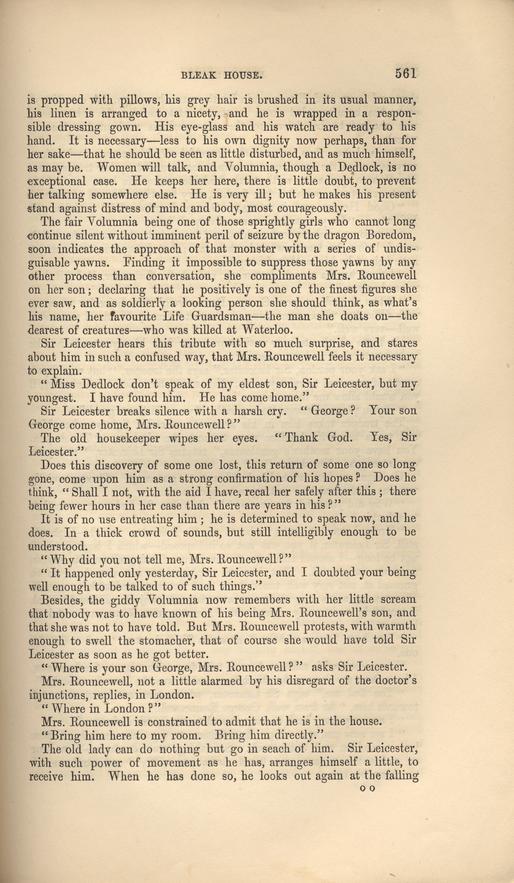 BLEAK HOUSE. 561
is propped with pillows, his grey hair is brushed in its usual manner,
his linen is arranged to a nicety, and he is wrapped in a respon-
sible dressing gown. His eye-glass and his watch are ready to his
hand. It is necessary—less to his own dignity now perhaps, than for
her sake—that he should be seen as little disturbed, and as much himself,
as may be. Women will talk, and Volumnia, though a Dedlock, is no
exceptional case. He keeps her here, there is little doubt, to prevent
her talking somewhere else. He is very ill; but he makes his present
stand against distress of mind and body, most courageously.
The fair Volumnia being one of those sprightly girls who cannot long
continue silent without imminent peril of seizure by the dragon Boredom,
soon indicates the approach of that monster with a series of undis-
guisable yawns. Finding it impossible to suppress those yawns by any
other process than conversation, she compliments Mrs. Rouncewell
on her son; declaring that he positively is one of the finest figures she
ever saw, and as soldierly a looking person she should think, as what's
his name, her favourite Life Guardsman—the man she doats on—the
dearest of creatures—who was killed at Waterloo.
Sir Leicester hears this tribute with so much surprise, and stares
about him in such a confused way, that Mrs. Rouncewell feels it necessary
to explain.
"Miss Dedlock don't speak of my eldest son, Sir Leicester, but my
youngest. I have found him. He has come home."
Sir Leicester breaks silence with a harsh cry. "George? Your son
George come home, Mrs. Rouncewell?"
The old housekeeper wipes her eyes. "Thank God. Yes, Sir
Leicester."
Does this discovery of some one lost, this return of some one so long
gone, come upon him as a strong confirmation of his hopes? Does he
think, "Shall I not, with the aid I have, recal her safely after this; there
being fewer hours in her case than there are years in his?"
It is of no use entreating him; he is determined to speak now, and he
does. In a thick crowd of sounds, but still intelligibly enough to be
understood.
"Why did you not tell me, Mrs. Rouncewell?"
"It happened only yesterday, Sir Leicester, and I doubted your being
well enough to be talked to of such things."
Besides, the giddy Volumnia now remembers with her little scream
that nobody was to have known of his being Mrs. Rouncewell's son, and
that she was not to have told. But Mrs. Rouncewell protests, with warmth
enough to swell the stomacher, that of course she would have told Sir
Leicester as soon as he got better.
"Where is your son George, Mrs. Rouncewell?" asks Sir Leicester.
Mrs. Rouncewell, not a little alarmed by his disregard of the doctor's
injunctions, replies, in London.
"Where in London?"
Mrs. Rouncewell is constrained to admit that he is in the house.
"Bring him here to my room. Bring him directly."
The old lady can do nothing but go in seach of him. Sir Leicester,
with such power of movement as he has, arranges himself a little, to
receive him. When he has done so, he looks out again at the falling
O O